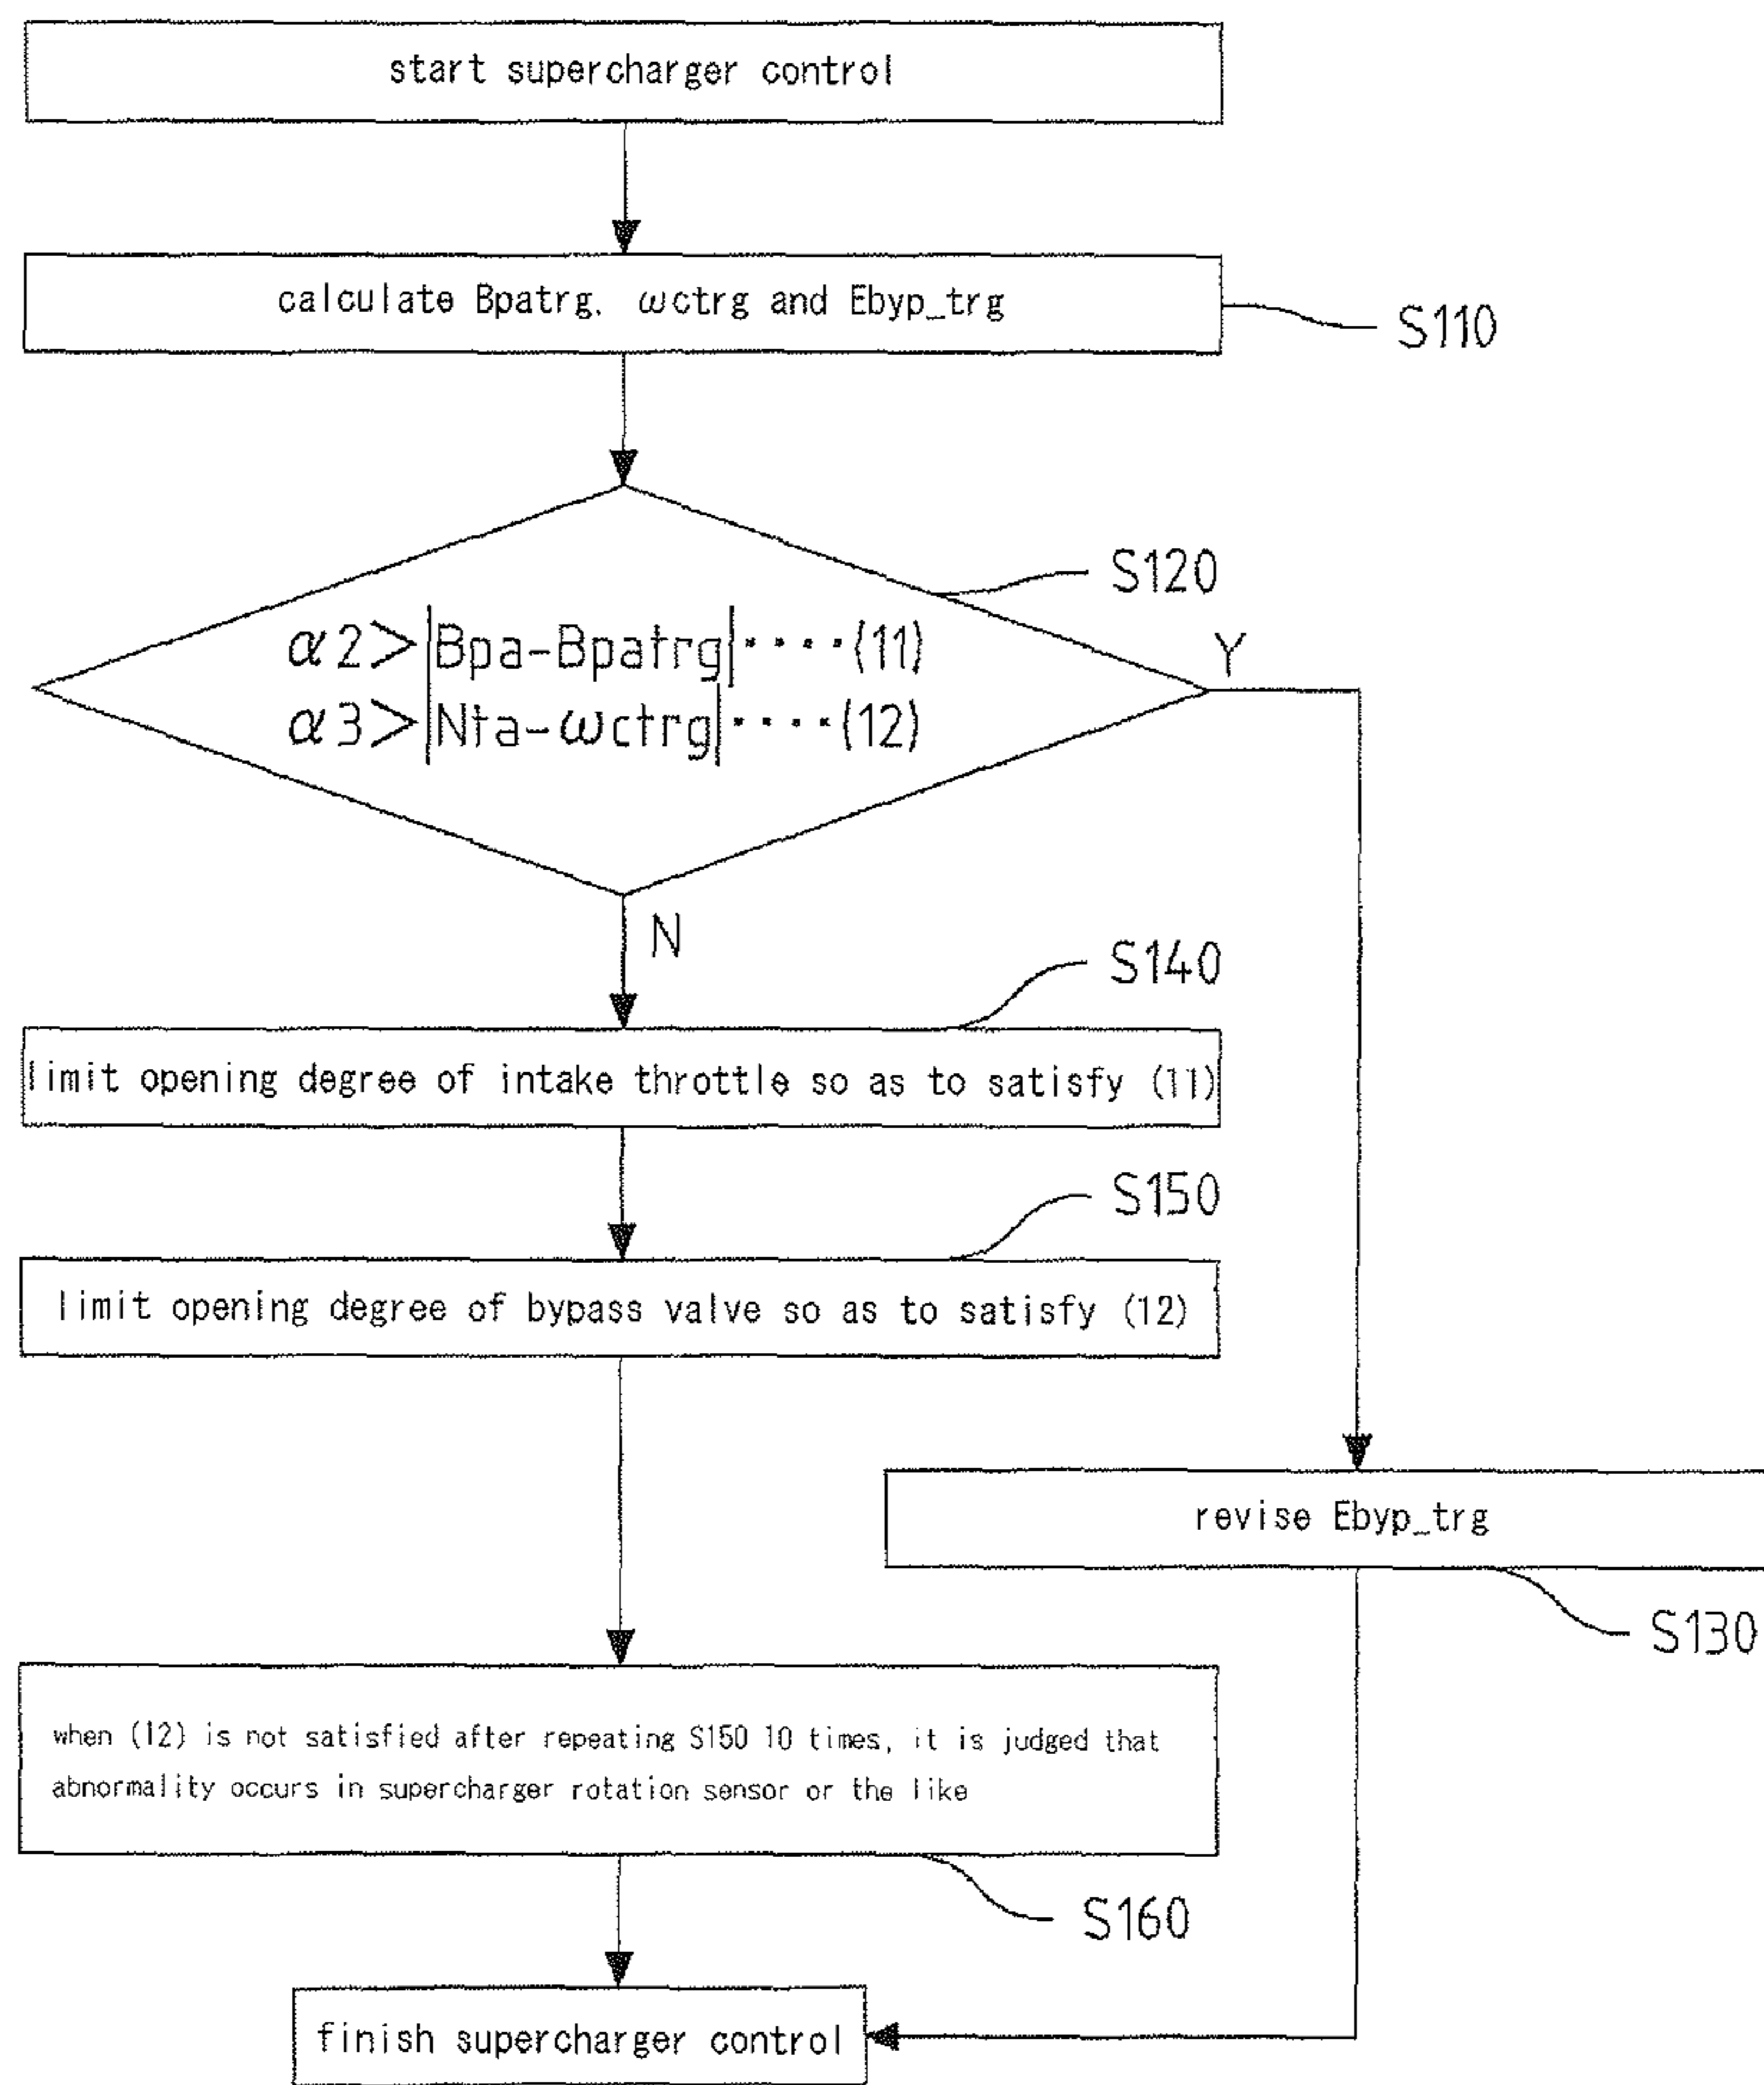 start supercharger control
calculate Bpatrg, ωctrg and Ebyp_trg
S110
S120
α2>|Bpa-Bpatrg|････(11)
α3>|Nta-ωctrg|････(12)
Y
N
S140
limit opening degree of intake throttle so as to satisfy (11)
S150
limit opening degree of bypass valve so as to satisfy (12)
revise Ebyp_trg
S130
when (12) is not satisfied after repeating S150 10 times, it is judged that
abnormality occurs in supercharger rotation sensor or the like
S160
finish supercharger control